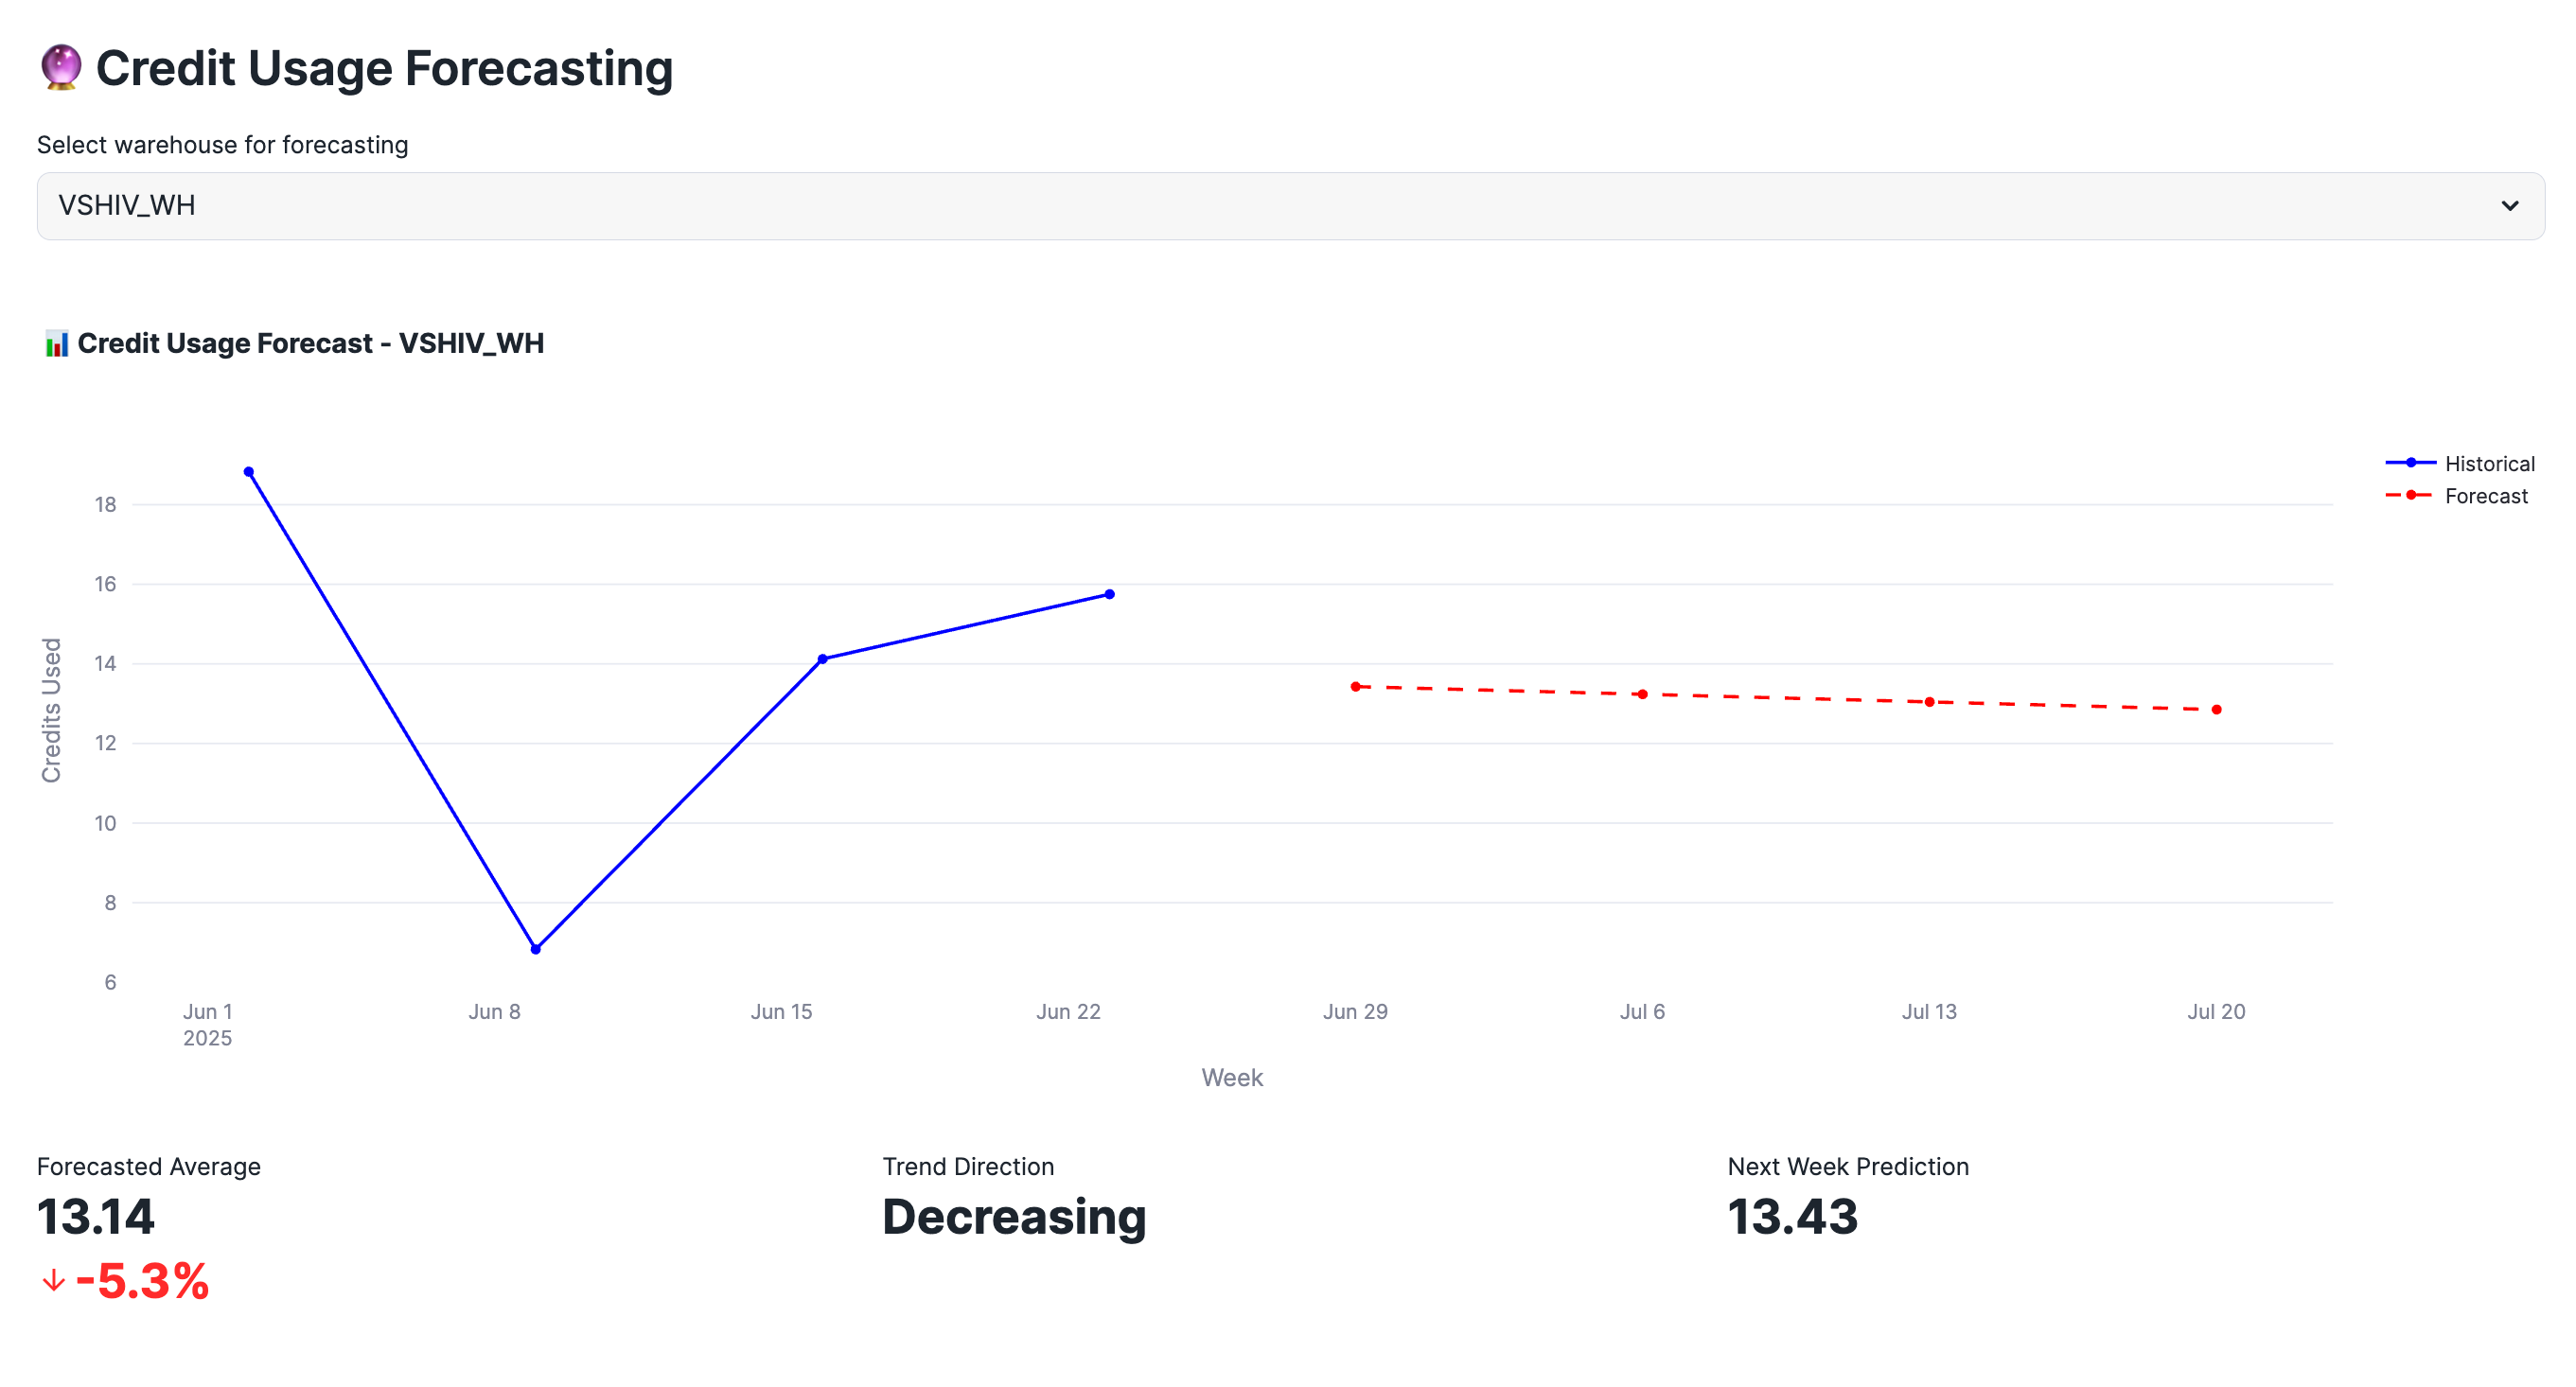 Credit Usage Forecasting
Select warehouse for forecasting
VSHIV_WH
Credit Usage Forecast - VSHIV_WH
Historical
Forecast
18
16
14
12
10
8
6
Credits Used
Jun 1 Jun 8 Jun 15 Jun 22 Jun 29 Jul 6 Jul 13 Jul 20
2025
Week
Forecasted Average
13.14
↓ -5.3%
Trend Direction
Decreasing
Next Week Prediction
13.43